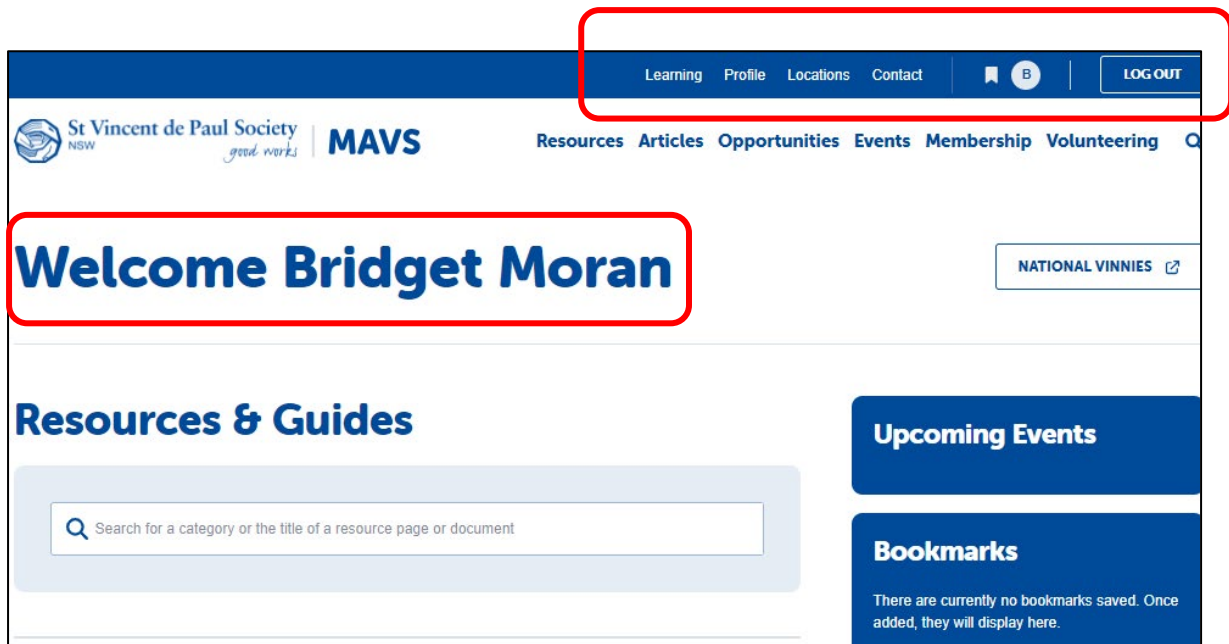 Learning Profile Locations Contact B LOG OUT
St Vincent de Paul Society
NSW good works
MAVS
Resources Articles Opportunities Events Membership Volunteering
Welcome Bridget Moran
NATIONAL VINNIES
Resources & Guides
Search for a category or the title of a resource page or document
Upcoming Events
Bookmarks
There are currently no bookmarks saved. Once
added, they will display here.